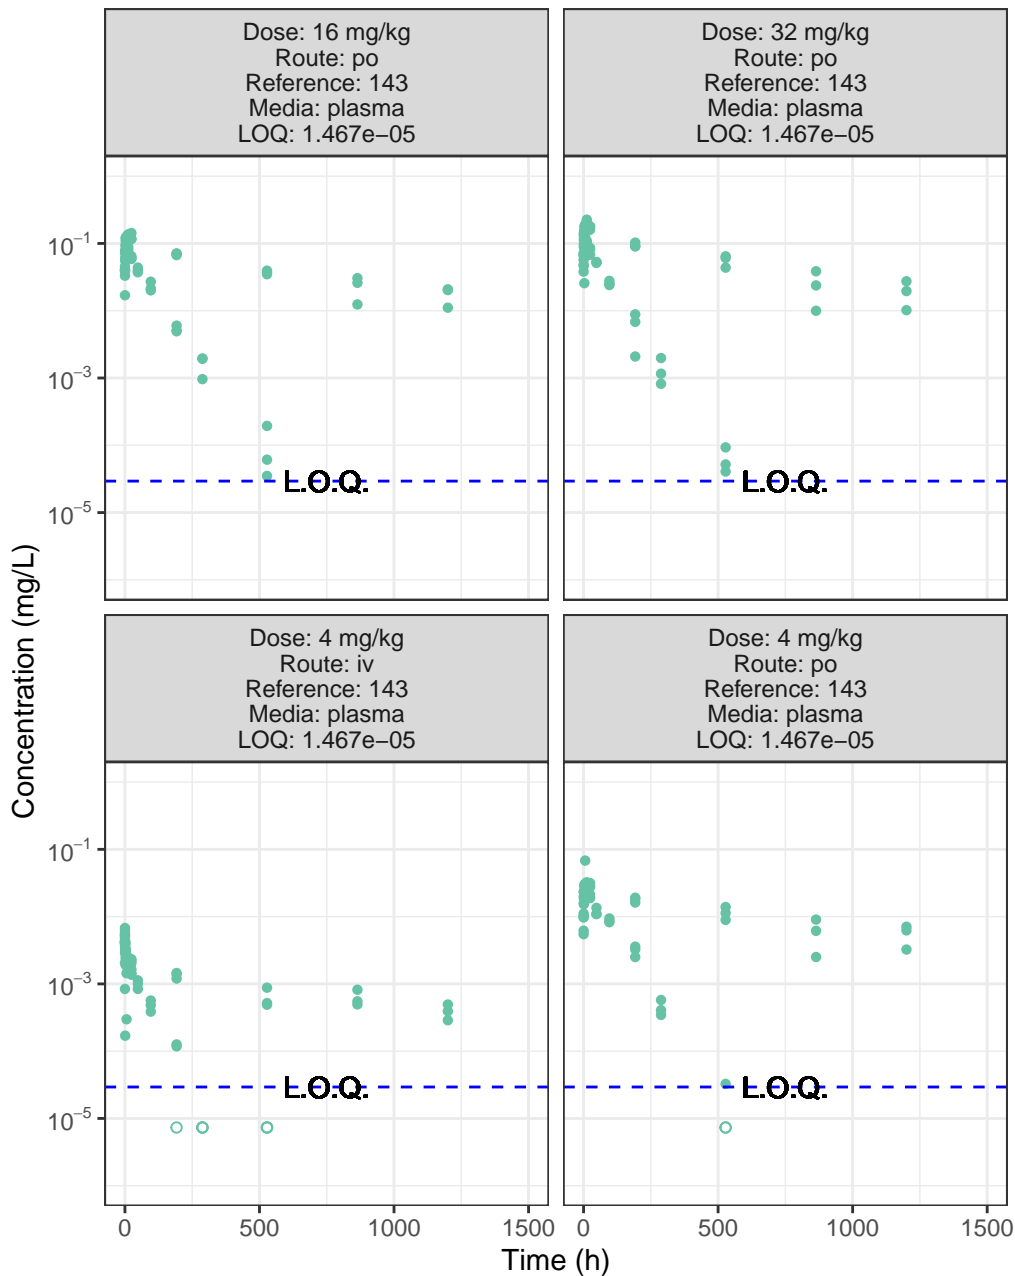 Dose: 16 mg/kg
Route: po
Reference: 143
Media: plasma
LOQ: 1.467e−05
Dose: 32 mg/kg
Route: po
Reference: 143
Media: plasma
LOQ: 1.467e−05
10−1
10−3
10−5
L.O.Q.
L.O.Q.
Concentration (mg/L)
Dose: 4 mg/kg
Route: iv
Reference: 143
Media: plasma
LOQ: 1.467e−05
Dose: 4 mg/kg
Route: po
Reference: 143
Media: plasma
LOQ: 1.467e−05
10−1
10−3
10−5
L.O.Q.
L.O.Q.
0 500 1000 1500 0 500 1000 1500
Time (h)